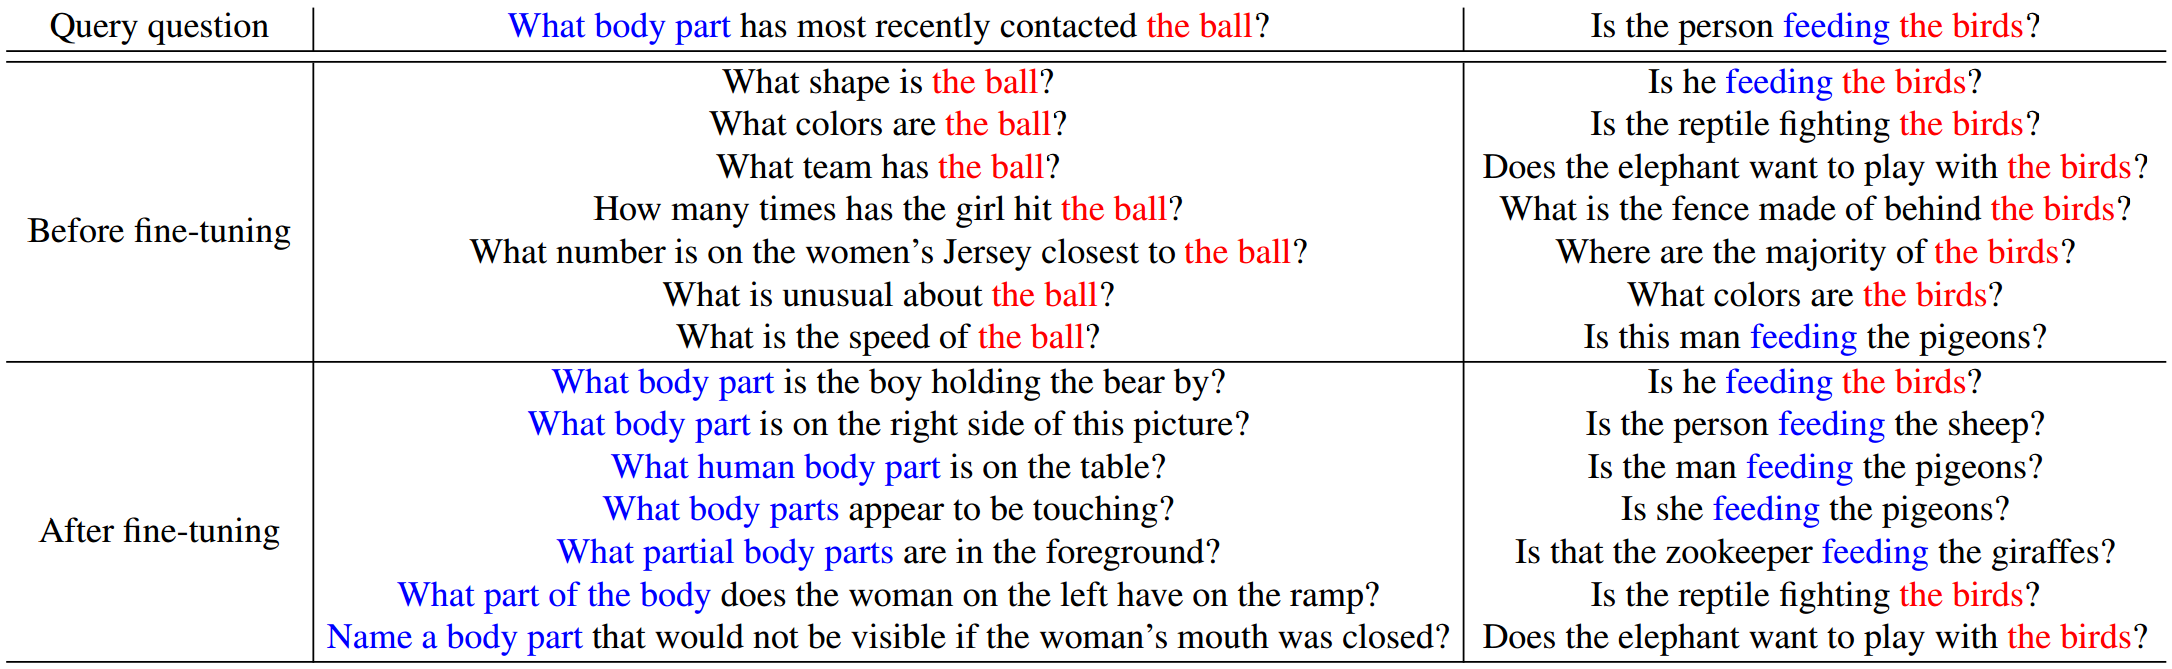 Query question
What body part has most recently contacted the ball?
Is the person feeding the birds?
Before fine-tuning
What shape is the ball?
What colors are the ball?
What team has the ball?
How many times has the girl hit the ball?
What number is on the women's Jersey closest to the ball?
What is unusual about the ball?
What is the speed of the ball?
Is he feeding the birds?
Is the reptile fighting the birds?
Does the elephant want to play with the birds?
What is the fence made of behind the birds?
Where are the majority of the birds?
What colors are the birds?
Is this man feeding the pigeons?
After fine-tuning
What body part is the boy holding the bear by?
What body part is on the right side of this picture?
What human body part is on the table?
What body parts appear to be touching?
What partial body parts are in the foreground?
What part of the body does the woman on the left have on the ramp?
Name a body part that would not be visible if the woman's mouth was closed?
Is he feeding the birds?
Is the person feeding the sheep?
Is the man feeding the pigeons?
Is she feeding the pigeons?
Is that the zookeeper feeding the giraffes?
Is the reptile fighting the birds?
Does the elephant want to play with the birds?